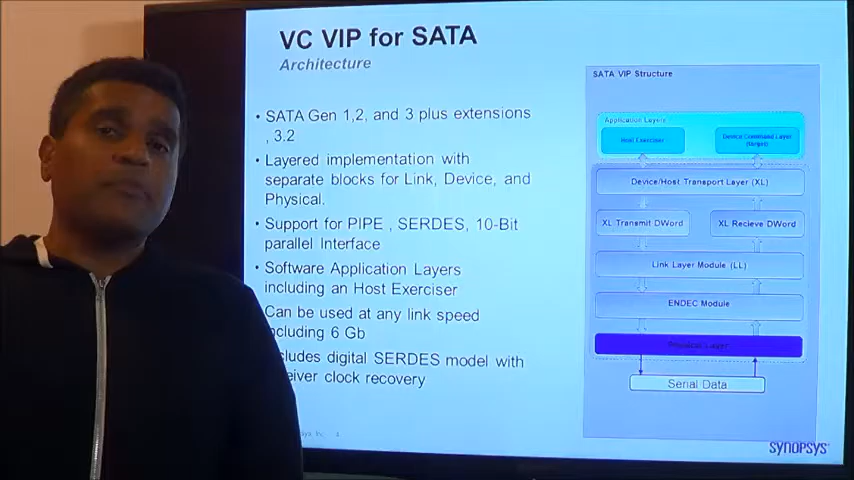 VC VIP for SATA
Architecture
• SATA Gen 1,2, and 3 plus extensions
, 3.2
• Layered implementation with
separate blocks for Link, Device, and
Physical.
• Support for PIPE , SERDES, 10-Bit
parallel Interface
• Software Application Layers
including an Host Exerciser
Can be used at any link speed
including 6 Gb
digital SERDES model with
clock recovery
SATA VIP Structure
Application Layers
Host Exerciser
Device Command Layer
(target)
Device/Host Transport Layer (XL)
XL Transmit DWord
XL Recieve DWord
Link Layer Module (LL)
ENDEC Module
Physical Layer
Serial Data
Inc. 4
SYNOPSYS